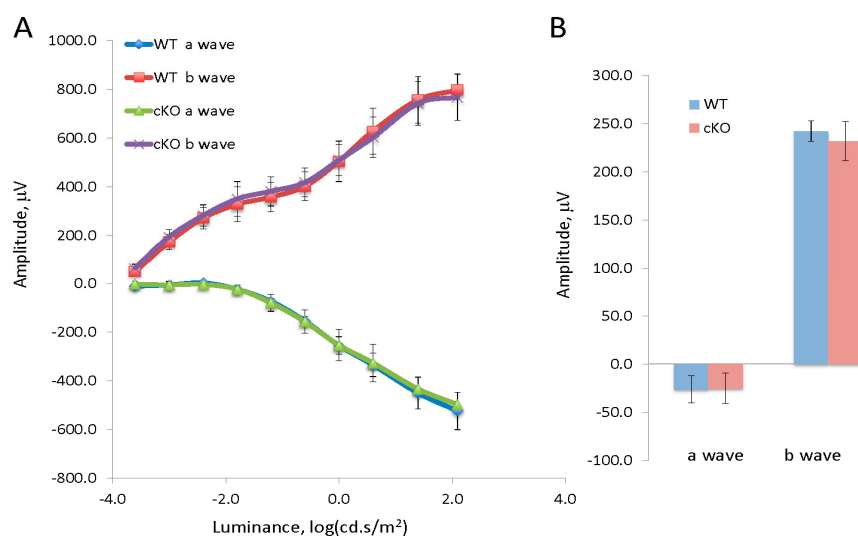 A
1000.0
800.0
600.0
400.0
200.0
0.0
-200.0
-400.0
-600.0
-800.0
Amplitude, µV
WT a wave
WT b wave
cKO a wave
cKO b wave
-4.0 -2.0 0.0 2.0 4.0
Luminance, log(cd.s/m²)
B
300.0
250.0
200.0
150.0
100.0
50.0
0.0
-50.0
-100.0
Amplitude, µV
WT
cKO
a wave b wave